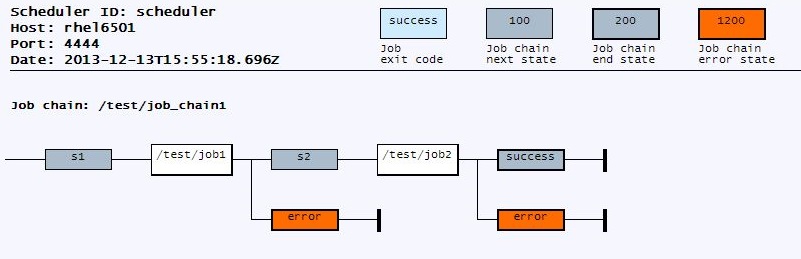 Scheduler ID: scheduler
Host: rhel6501
Port: 4444
Date: 2013-12-13T15:55:18.696Z
success
Job
exit code
100
Job chain
next state
200
Job chain
end state
1200
Job chain
error state
Job chain: /test/job_chain1
s1
/test/job1
s2
/test/job2
success
error
error